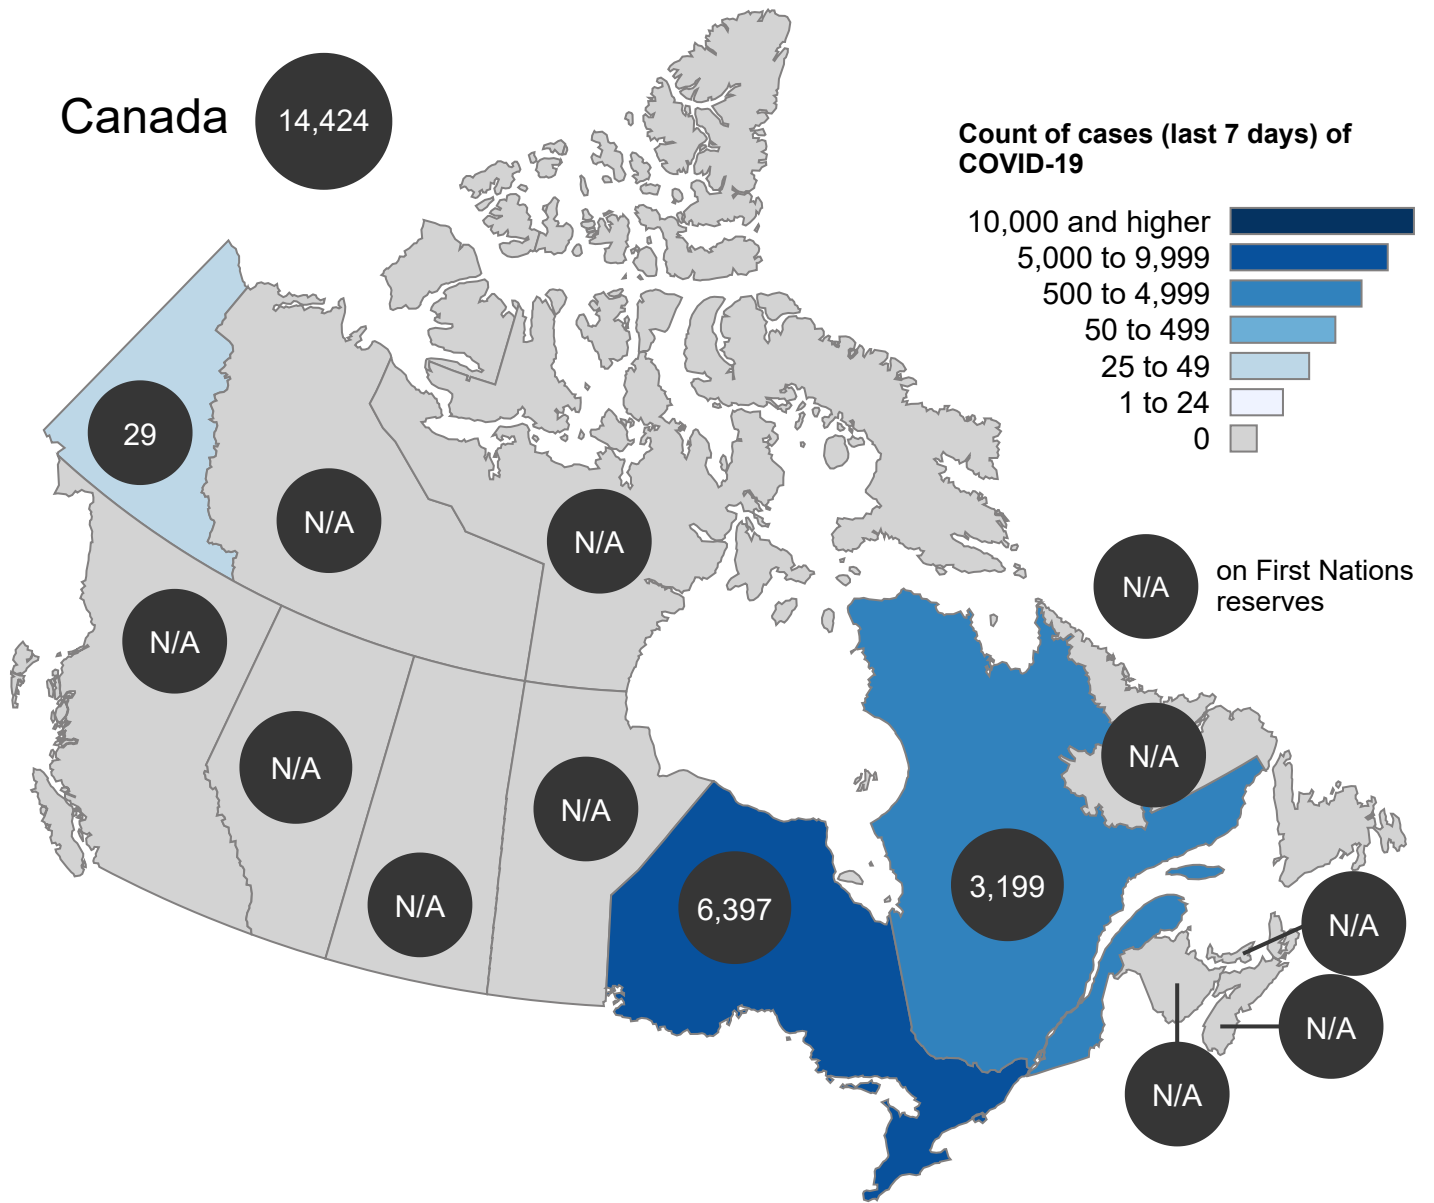 Canada
14,424
Count of cases (last 7 days) of
COVID-19
10,000 and higher
5,000 to 9,999
500 to 4,999
50 to 499
25 to 49
1 to 24
0
29
N/A
N/A
N/A
on First Nations
reserves
N/A
N/A
N/A
N/A
N/A
6,397
3,199
N/A
N/A
N/A